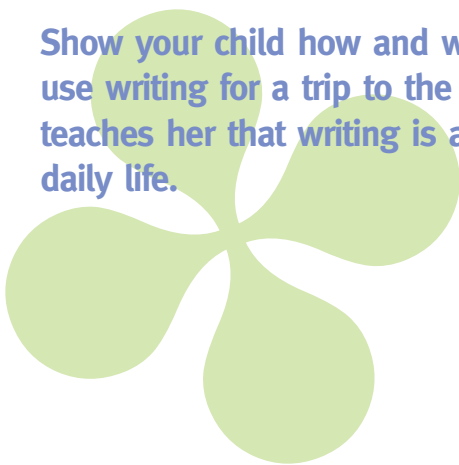 Show your child how and
use writing for a trip to the
teaches her that writing is
daily life.